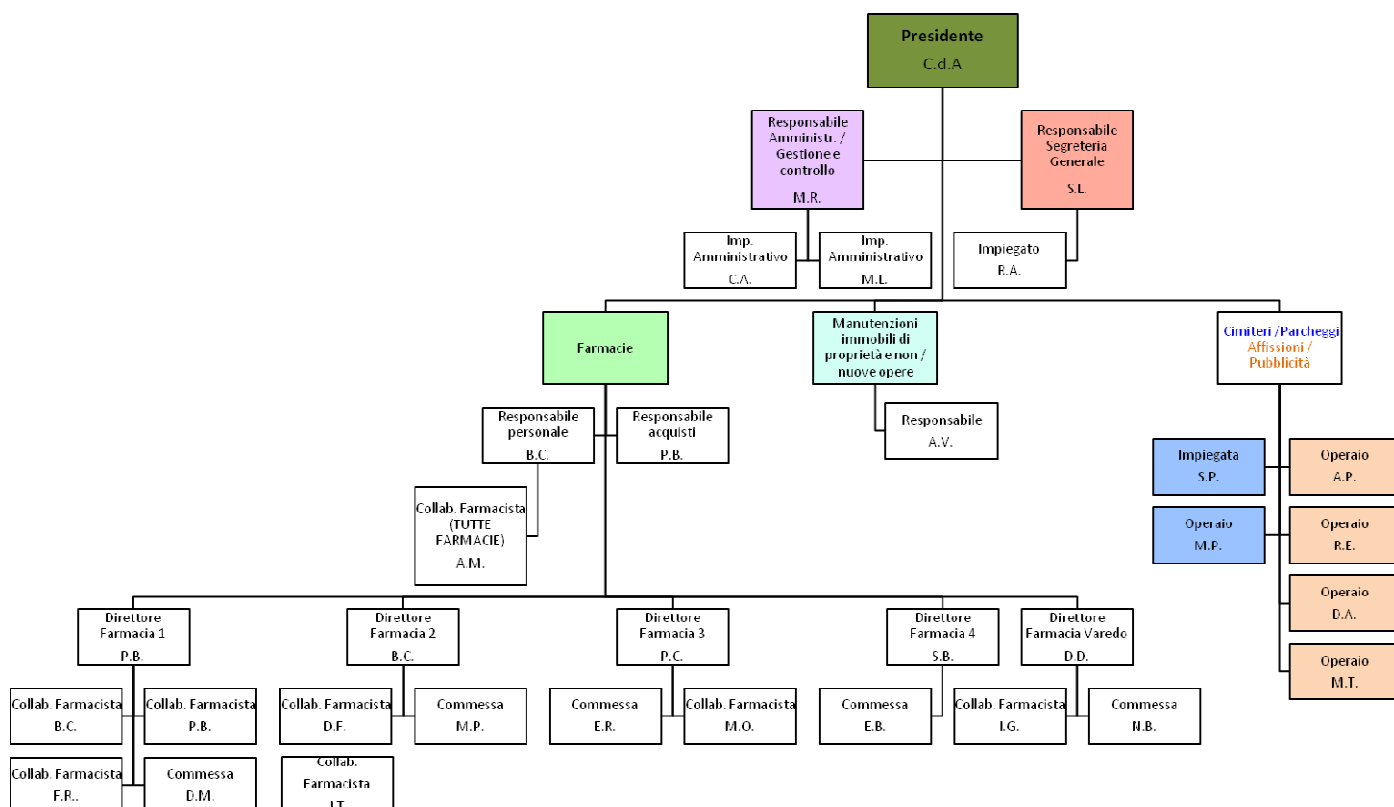 Presidente
C.d.A
Responsabile
Amministr. /
Gestione e
controllo
M.R.
Responsabile
Segreteria
Generale
S.L.
Imp.
Amministrativo
C.A.
Imp.
Amministrativo
M.L.
Impiegato
R.A.
Farmacie
Manutenzioni
immobili di
proprietà e non /
nuove opere
Cimiteri /Parcheggi
Affissioni /
Pubblicità
Responsabile
personale
B.C.
Responsabile
acquisti
P.B.
Responsabile
A.V.
Impiegata
S.P.
Operaio
A.P.
Collab. Farmacista
(TUTTE
FARMACIE)
A.M.
Operaio
M.P.
Operaio
R.E.
Operaio
D.A.
Operaio
M.T.
Direttore
Farmacia 1
P.B.
Direttore
Farmacia 2
B.C.
Direttore
Farmacia 3
P.C.
Direttore
Farmacia 4
S.B.
Direttore
Farmacia Varedo
D.D.
Collab. Farmacista
B.C.
Collab. Farmacista
P.B.
Collab. Farmacista
D.F.
Commessa
M.P.
Commessa
E.R.
Collab. Farmacista
M.O.
Commessa
E.B.
Collab. Farmacista
I.G.
Commessa
N.B.
Collab. Farmacista
F.R..
Commessa
D.M.
Collab.
Farmacista